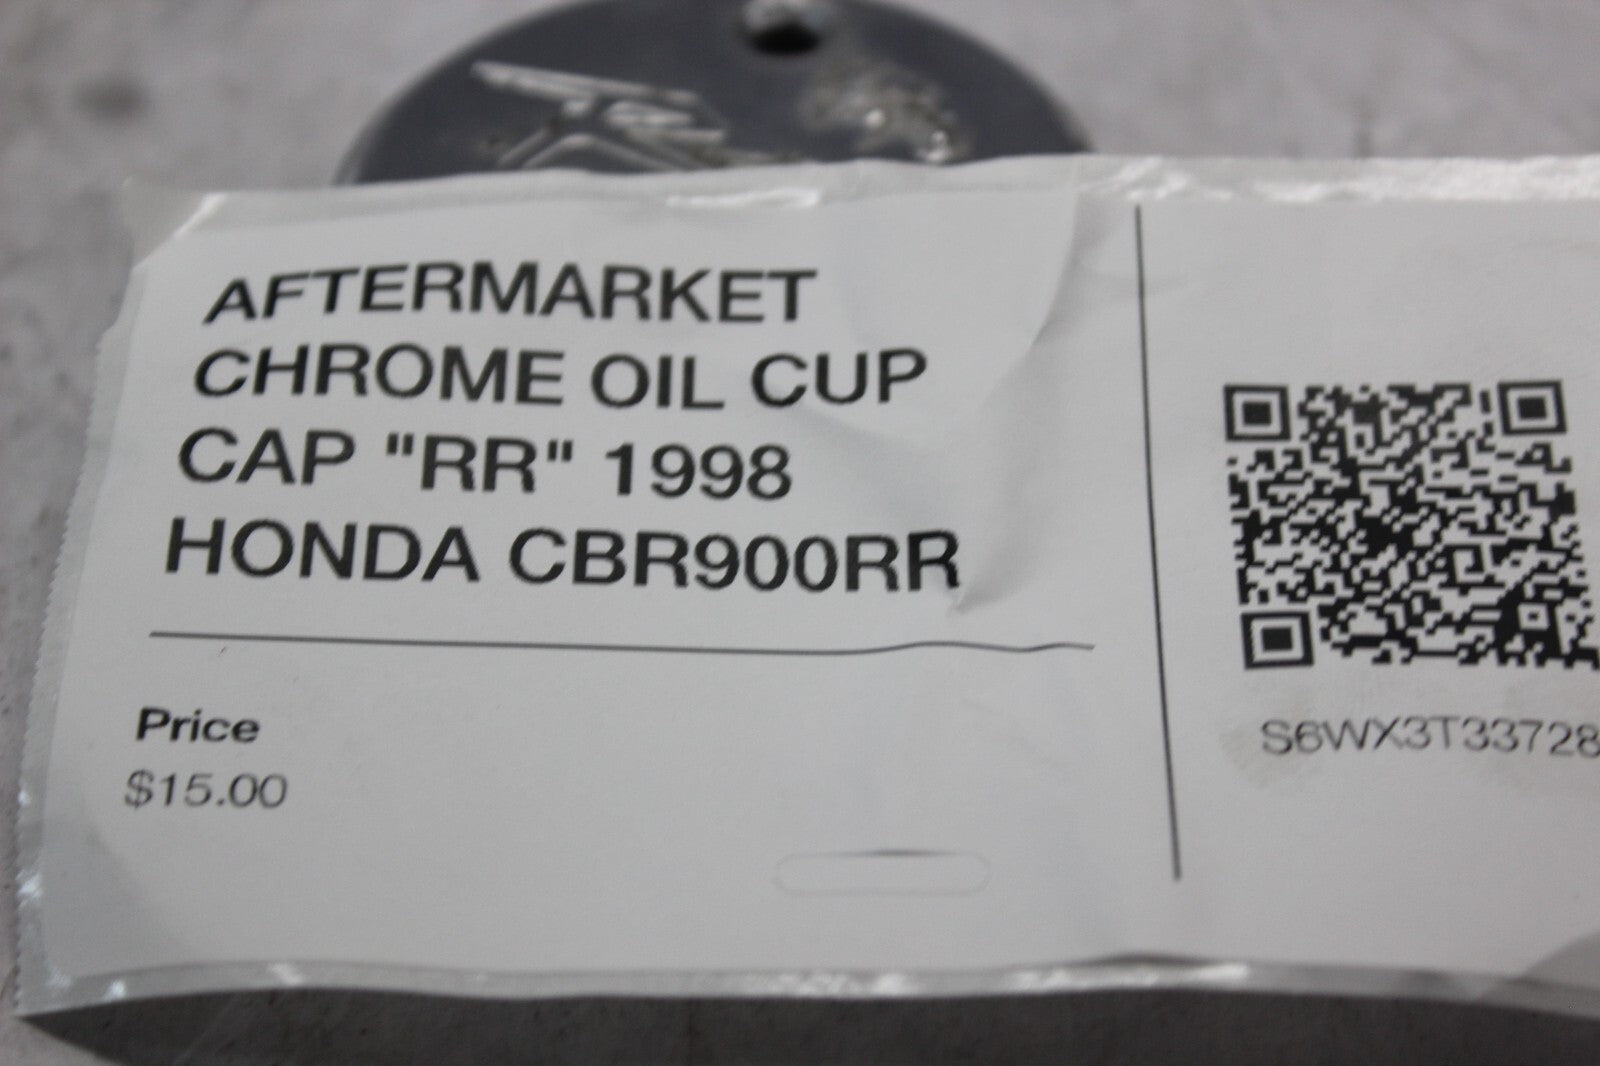 AFTERMARKET
CHROME OIL CUP
CAP "RR" 1998
HONDA CBR900RR
Price
$15.00
S6WX3T33728